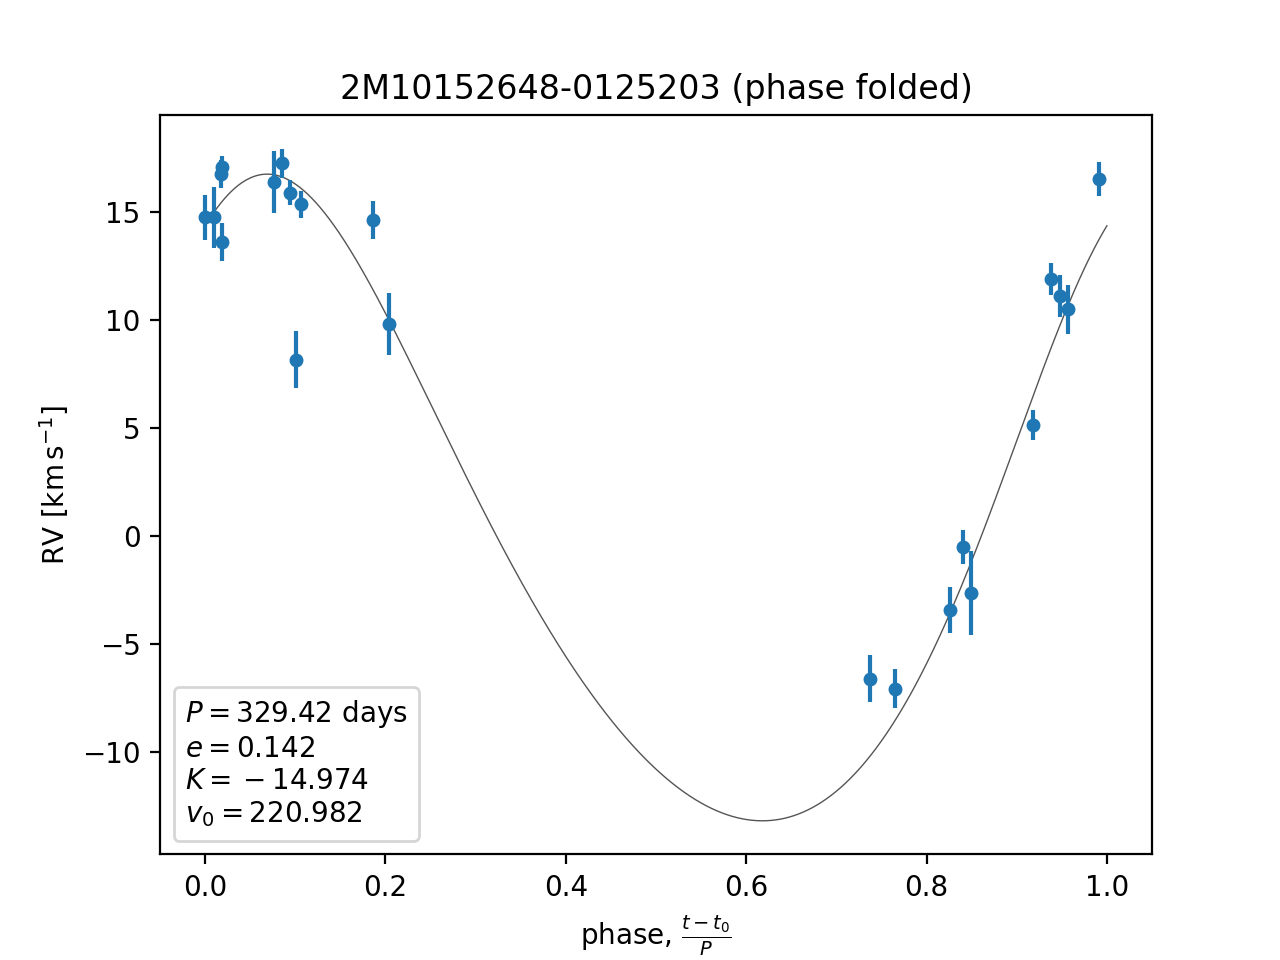 2M10152648-0125203 (phase folded)
RV [km s⁻¹]
15
10
5
0
−5
−10
P = 329.42 days
e = 0.142
K = −14.974
v₀ = 220.982
0.0 0.2 0.4 0.6 0.8 1.0
phase, (t − t₀)/P